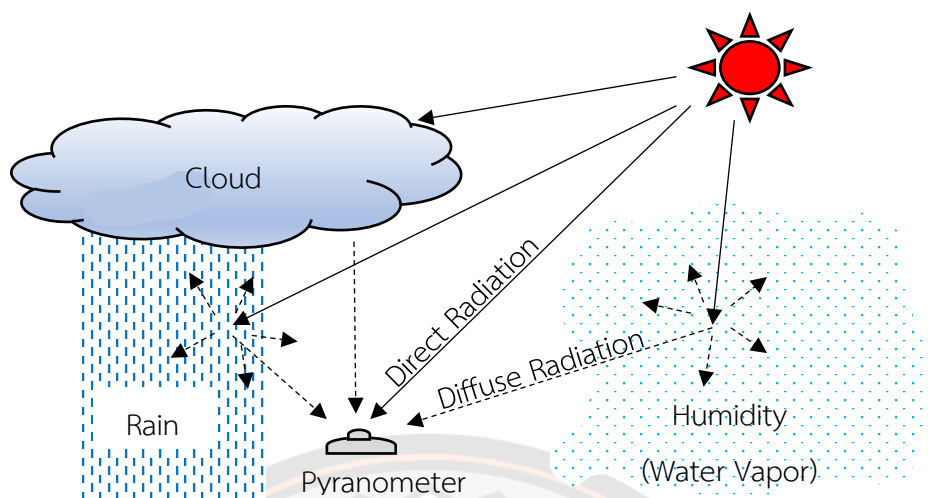 Cloud
Direct Radiation
Diffuse Radiation
Rain
Humidity
(Water Vapor)
Pyranometer